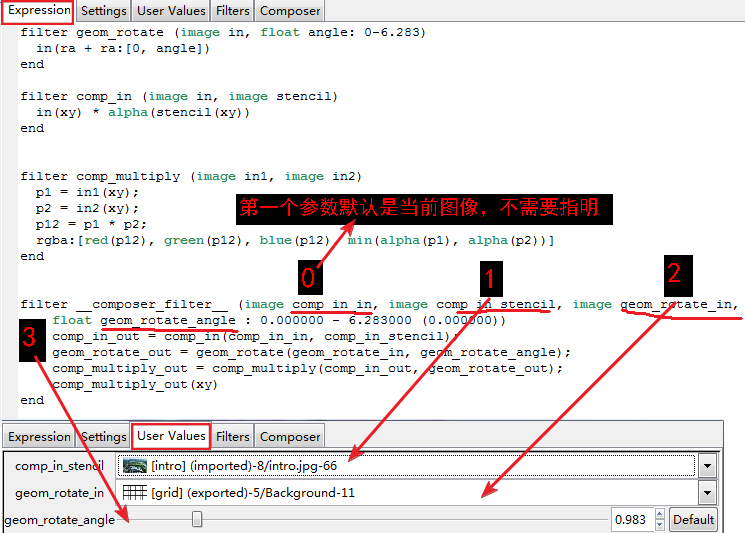 Expression Settings User Values Filters Composer
filter geom_rotate (image in, float angle: 0-6.283)
in(ra + ra:[0, angle])
end
filter comp_in (image in, image stencil)
in(xy) * alpha(stencil(xy))
end
filter comp_multiply (image in1, image in2)
p1 = in1(xy);
p2 = in2(xy);
p12 = p1 * p2;
第一个参数默认是当前图像，不需要指明
rgba:[red(p12), green(p12), blue(p12) min(alpha(p1), alpha(p2))]
end
0 1 2
filter __composer_filter__ (image comp_in_in, image comp_in_stencil, image geom_rotate_in,
float geom_rotate_angle : 0.000000 - 6.283000 (0.000000))
3
comp_in_out = comp_in(comp_in_in, comp_in_stencil);
geom_rotate_out = geom_rotate(geom_rotate_in, geom_rotate_angle);
comp_multiply_out = comp_multiply(comp_in_out, geom_rotate_out);
comp_multiply_out(xy)
end
Expression Settings User Values Filters Composer
comp_in_stencil [intro] (imported)-8/intro.jpg-66
geom_rotate_in [grid] (exported)-5/Background-11
geom_rotate_angle 0.983 Default